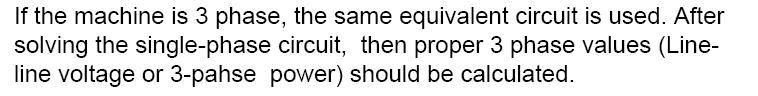 If the machine is 3 phase, the same equivalent circuit is used. After
solving the single-phase circuit,  then proper 3 phase values (Line-
line voltage or 3-pahse  power) should be calculated.